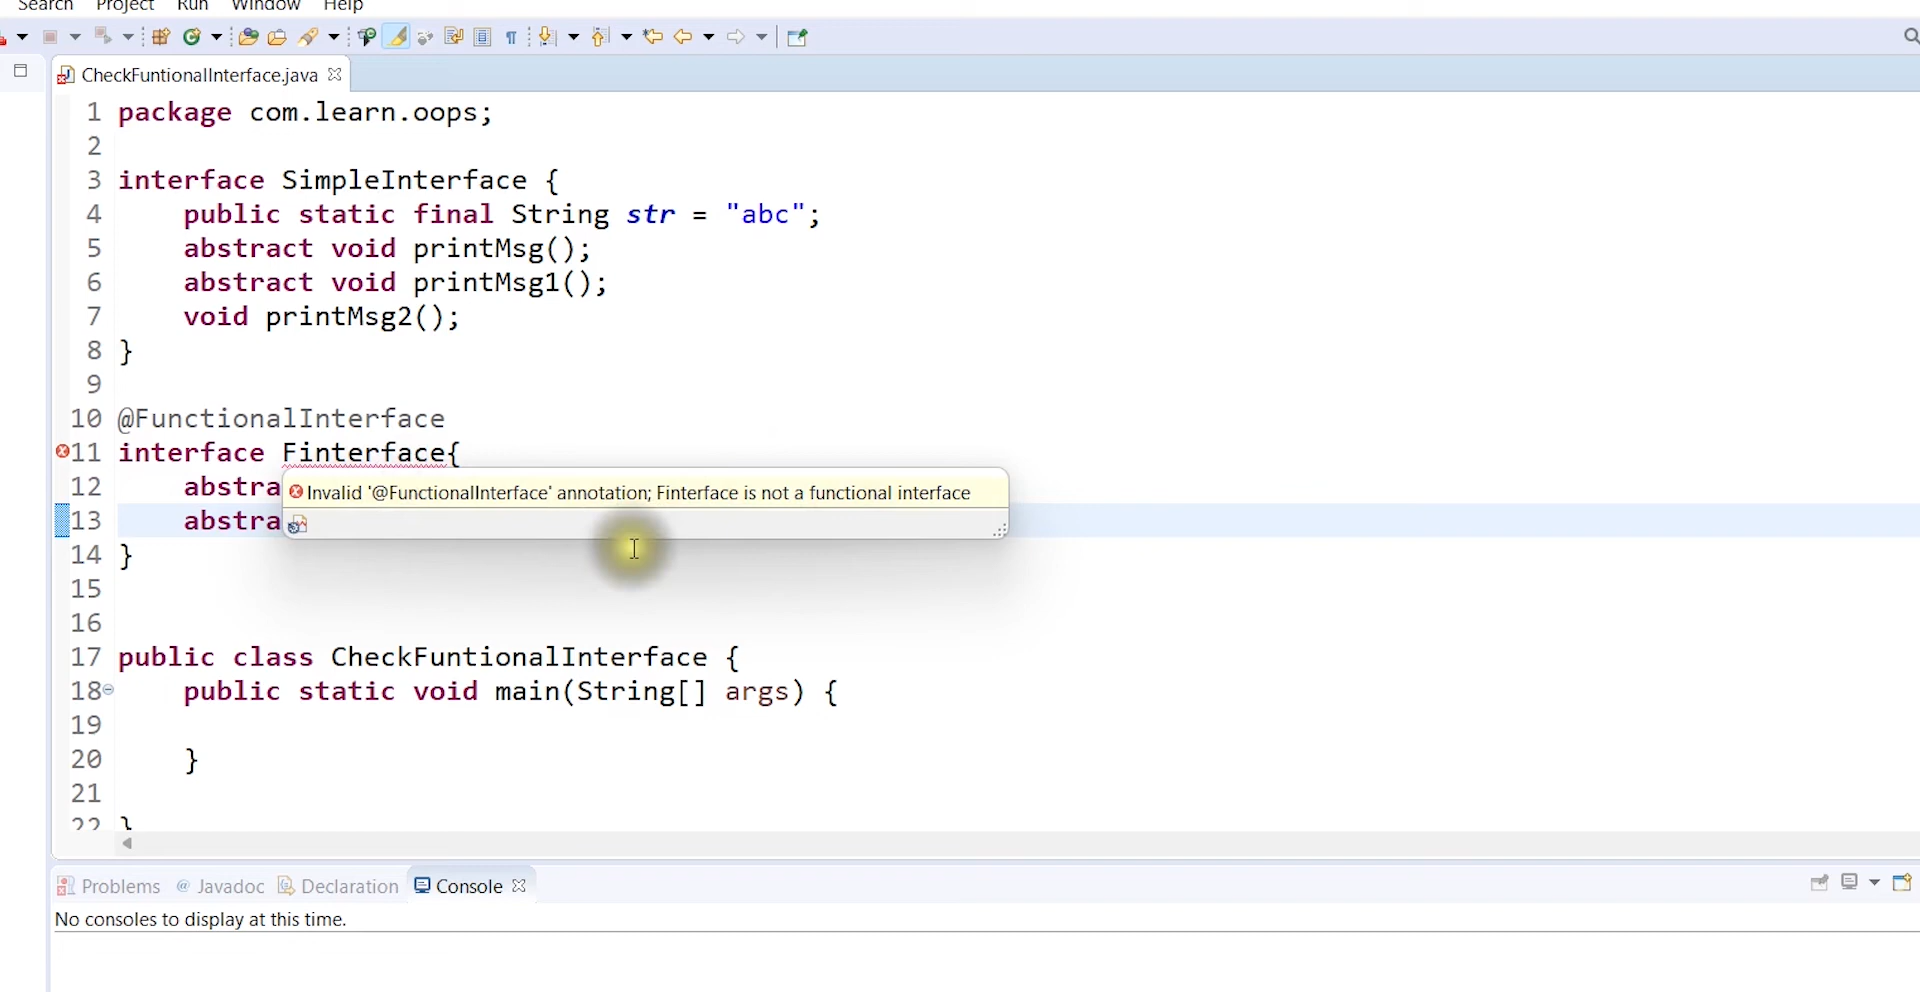 Search Project Run Window Help
CheckFuntionalInterface.java
1 package com.learn.oops;
2
3 interface SimpleInterface {
4 public static final String str = "abc";
5 abstract void printMsg();
6 abstract void printMsg1();
7 void printMsg2();
8 }
9
10 @FunctionalInterface
11 interface Finterface{
12 abstra
Invalid '@FunctionalInterface' annotation; Finterface is not a functional interface
13 abstra
14 }
15
16
17 public class CheckFuntionalInterface {
18 public static void main(String[] args) {
19
20 }
21
22 }
Problems @ Javadoc Declaration Console
No consoles to display at this time.